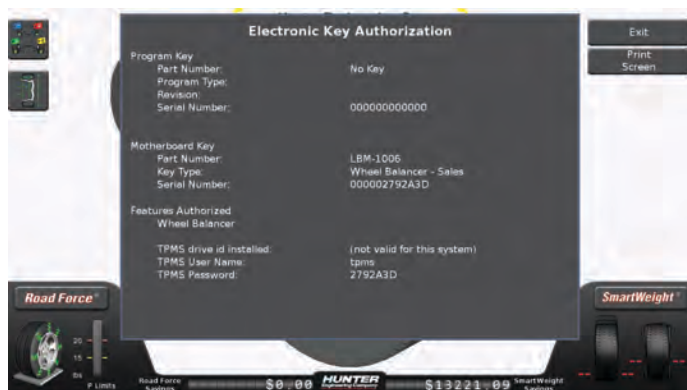 Electronic Key Authorization
Exit
Print
Screen
Program Key
Part Number: No Key
Program Type:
Revision:
Serial Number: 000000000000
Motherboard Key
Part Number: LBM-1006
Key Type: Wheel Balancer - Sales
Serial Number: 000002792A3D
Features Authorized
Wheel Balancer
TPMS drive id installed: (not valid for this system)
TPMS User Name: tpms
TPMS Password: 2792A3D
Road Force®
SmartWeight
20
15
lbs
P Limits
Road Force
Savings
$0.00
HUNTER
Engineering Company
$13221.09
SmartWeight
Savings